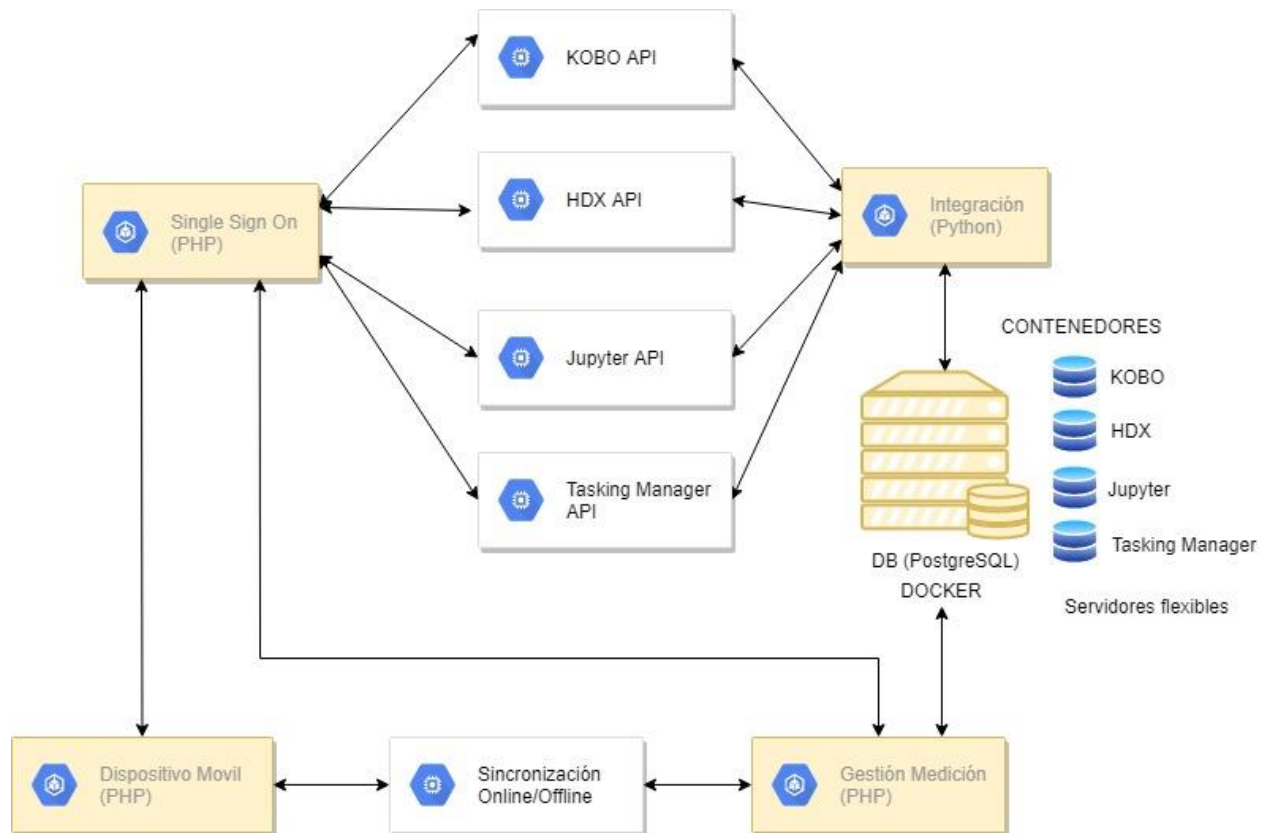 KOBO API
HDX API
Single Sign On
(PHP)
Integración
(Python)
Jupyter API
Tasking Manager
API
CONTENEDORES
KOBO
HDX
Jupyter
Tasking Manager
DB (PostgreSQL)
DOCKER
Servidores flexibles
Dispositivo Movil
(PHP)
Sincronización
Online/Offline
Gestión Medición
(PHP)